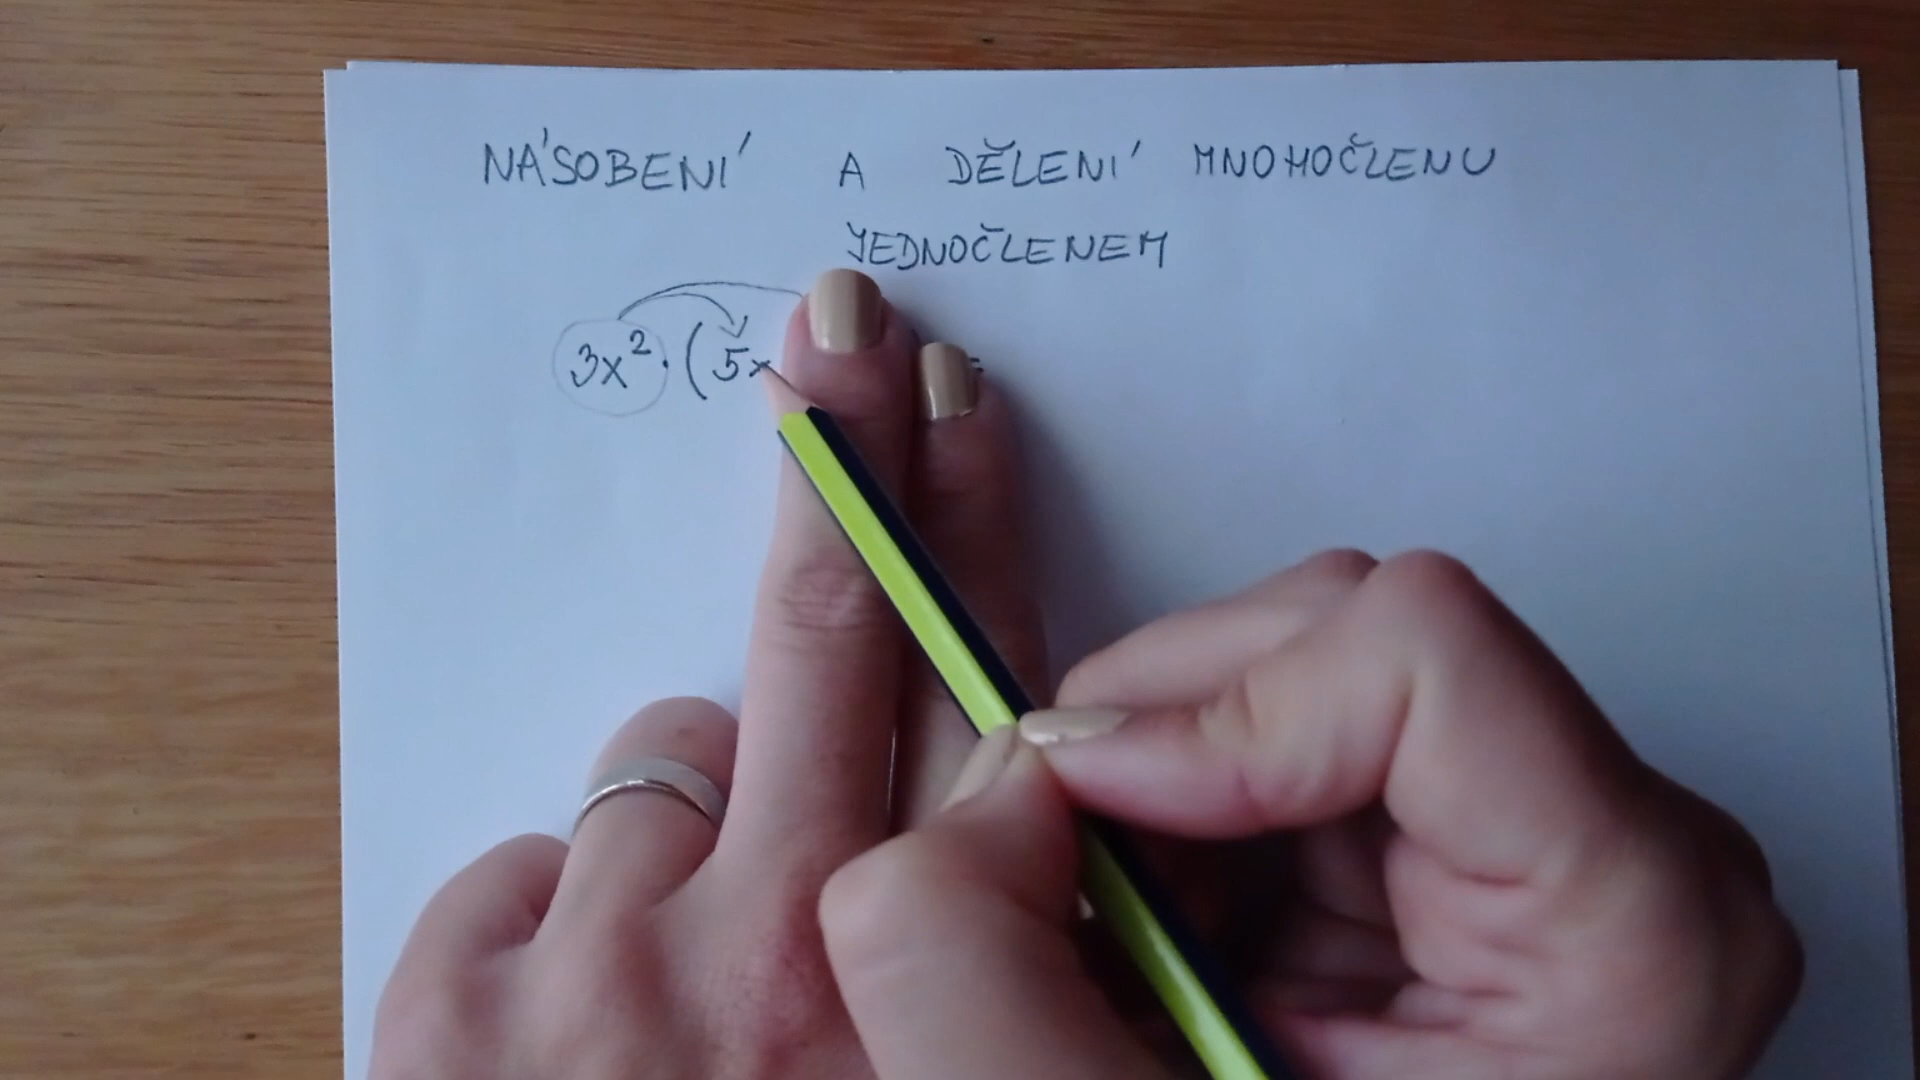 NÁSOBENÍ A DĚLENÍ MNOHOČLENU
JEDNOČLENEM
3x² · ( 5x =